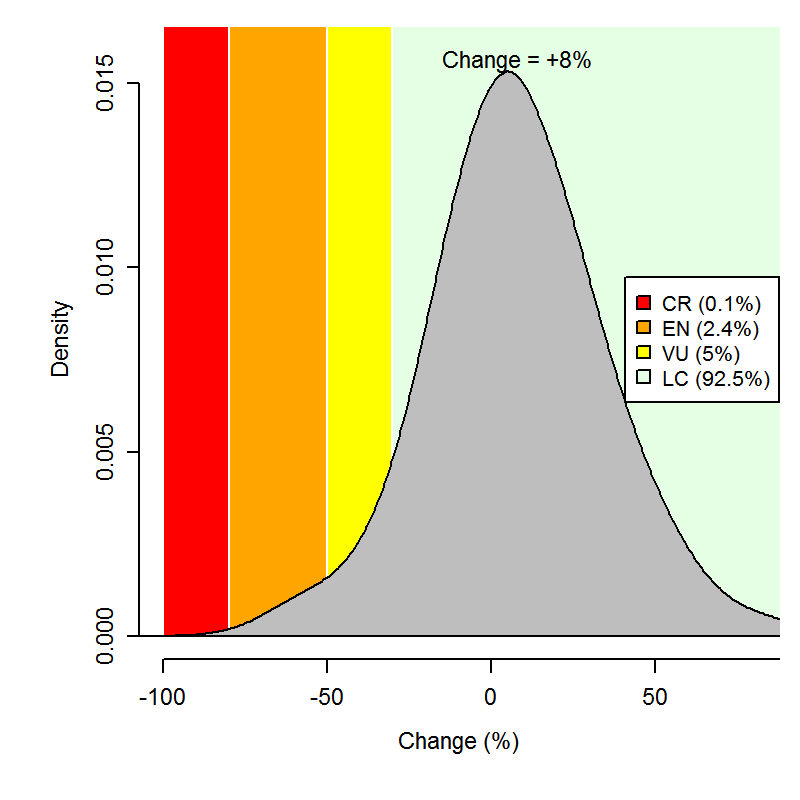 Change = +8%
0.015
0.010
0.005
0.000
Density
CR (0.1%)
EN (2.4%)
VU (5%)
LC (92.5%)
-100 -50 0 50
Change (%)